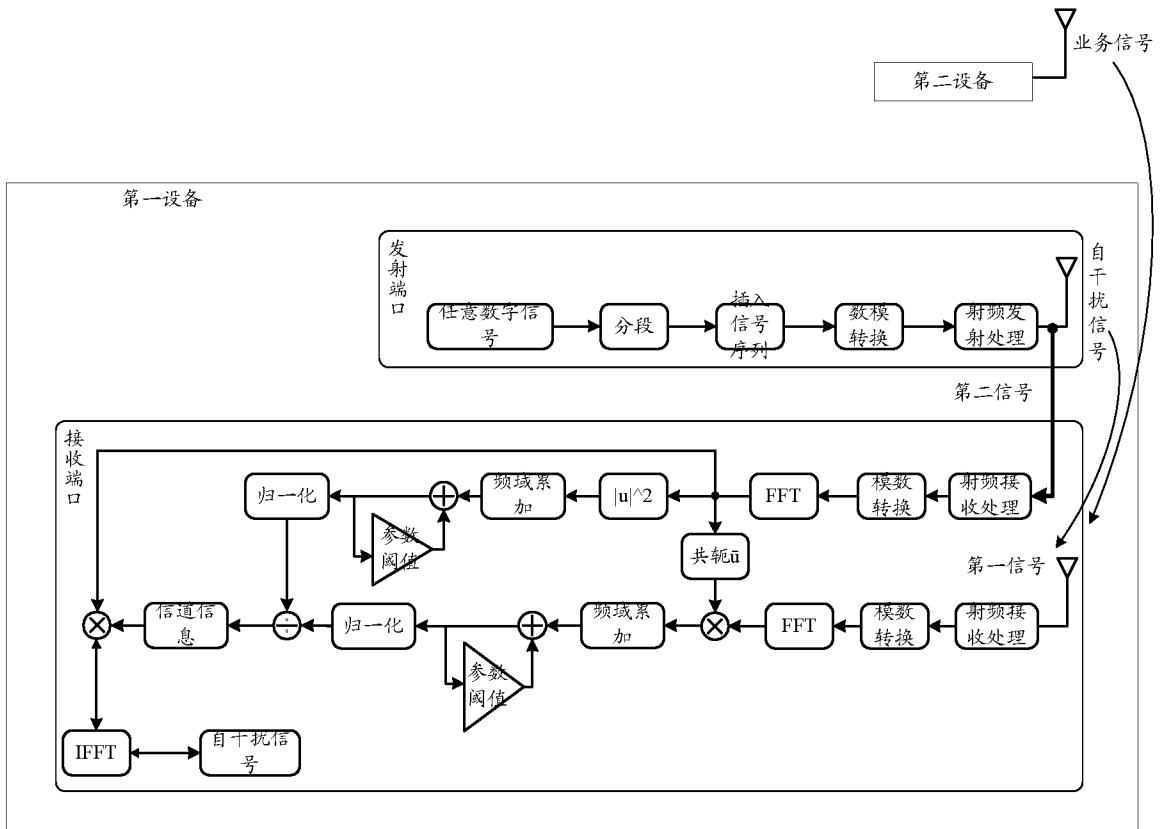 业务信号
第二设备
第一设备
发射端口
任意数字信
号
分段
插入
信号
序列
数模
转换
射频发
射处理
自干扰信号
第二信号
接收端口
归一化
频域累
加
|u|^2
FFT
模数
转换
射频接
收处理
参数
阈值
共轭ū
第一信号
信道信
息
÷
归一化
频域累
加
FFT
模数
转换
射频接
收处理
参数
阈值
IFFT
自干扰信
号